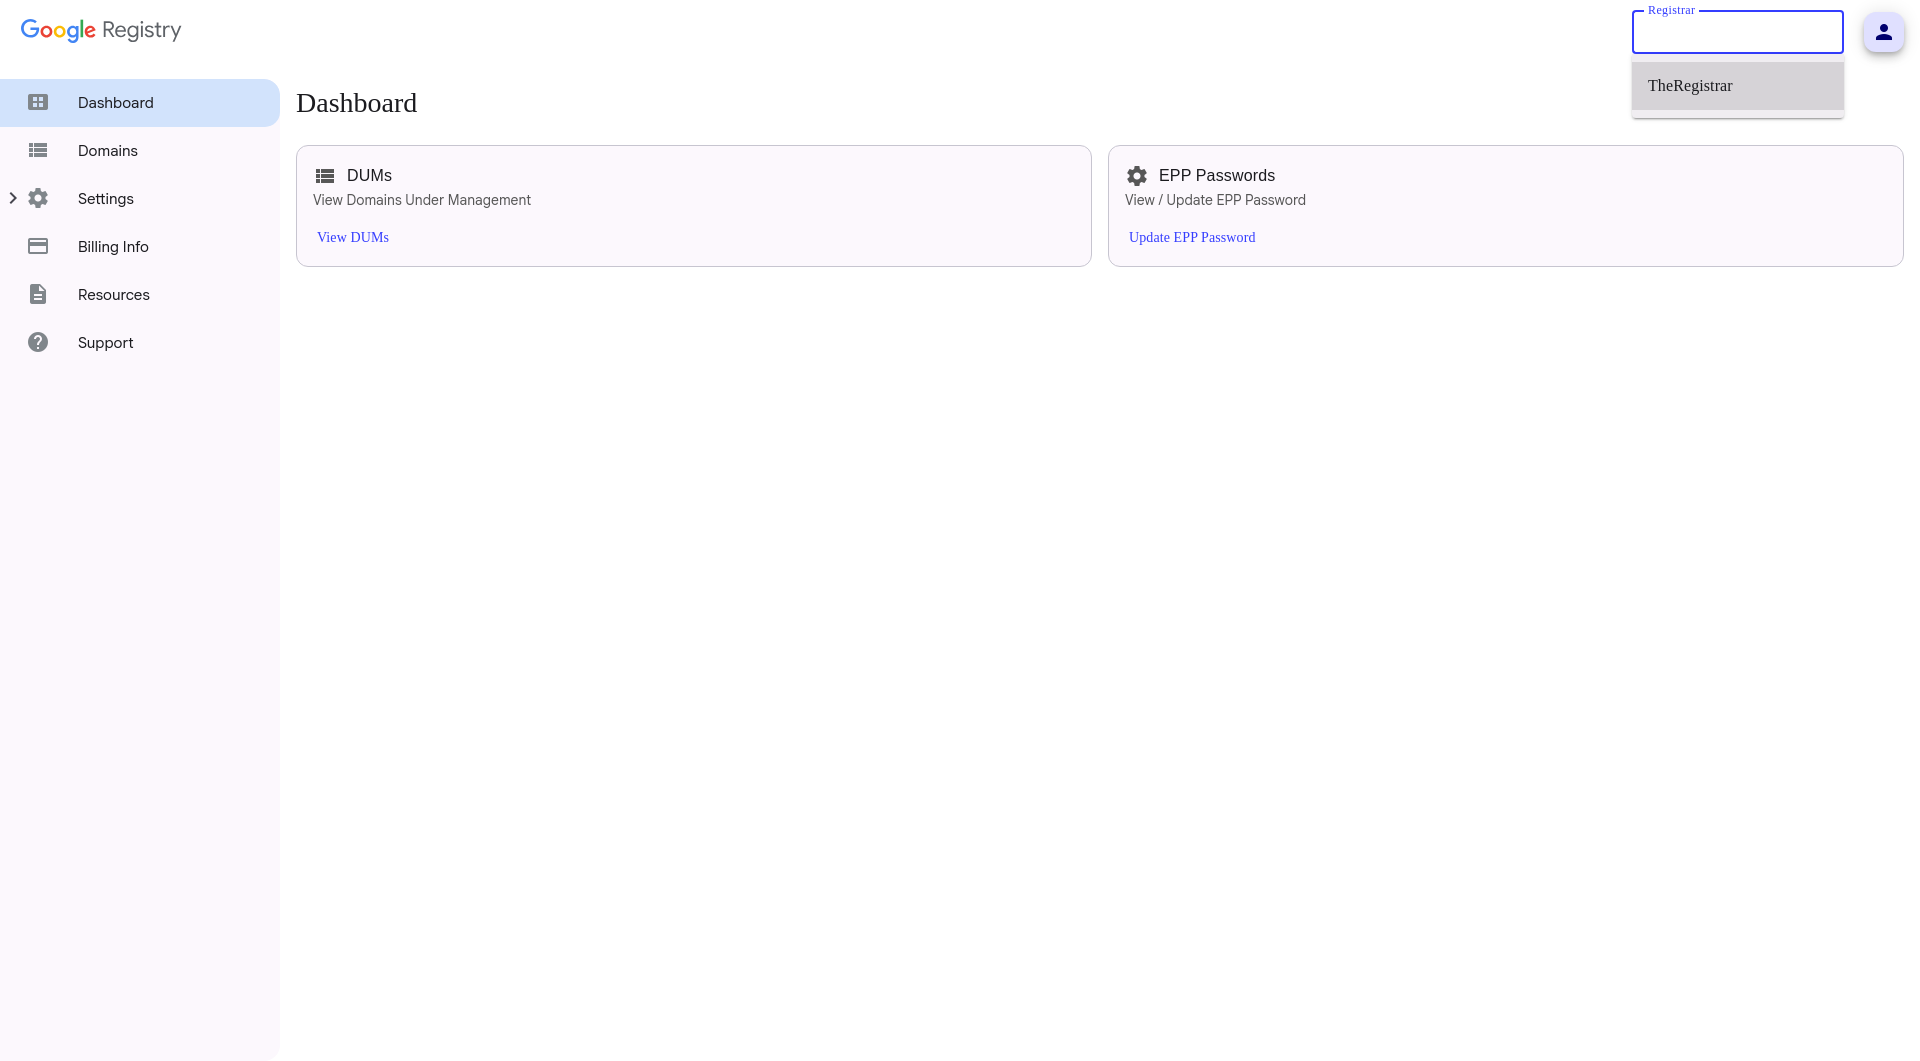 Google Registry
Registrar
TheRegistrar
Dashboard
Domains
Settings
Billing Info
Resources
Support
Dashboard
DUMs
View Domains Under Management
View DUMs
EPP Passwords
View / Update EPP Password
Update EPP Password